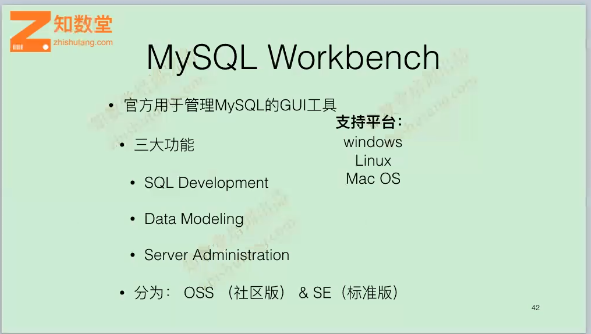 知数堂
zhishutang.com
MySQL Workbench
• 官方用于管理MySQL的GUI工具
支持平台：
windows
Linux
Mac OS
• 三大功能
• SQL Development
• Data Modeling
• Server Administration
• 分为： OSS （社区版） & SE（标准版）
42